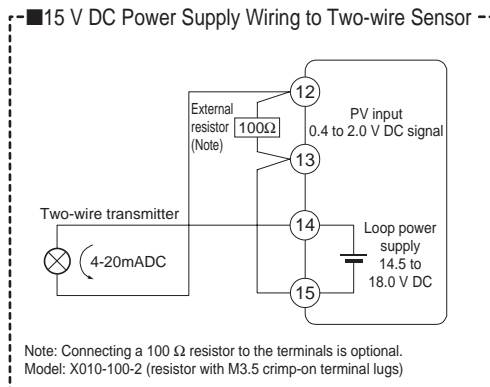 ■15 V DC Power Supply Wiring to Two-wire Sensor
12
External
resistor
(Note)
100Ω
PV input
0.4 to 2.0 V DC signal
13
Two-wire transmitter
14
4-20mADC
Loop power
supply
14.5 to
18.0 V DC
15
Note: Connecting a 100 Ω resistor to the terminals is optional.
Model: X010-100-2 (resistor with M3.5 crimp-on terminal lugs)